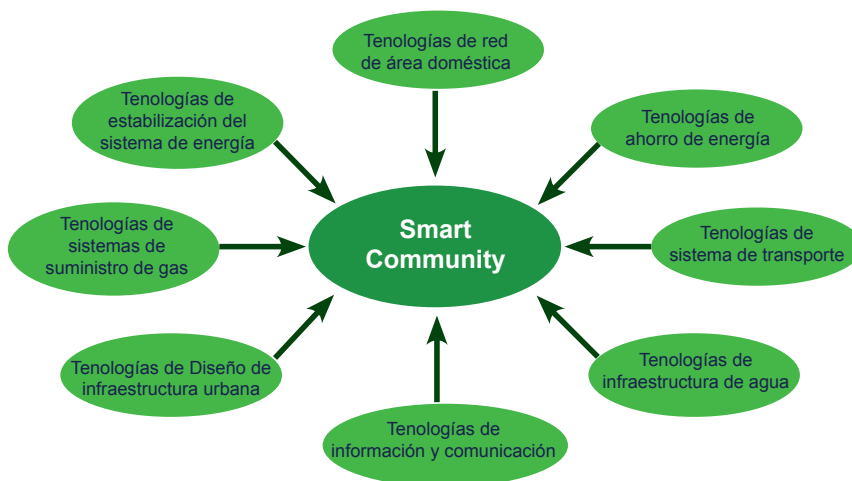 Tenologías de red
de área doméstica
Tenologías de
estabilización del
sistema de energía
Tenologías de
ahorro de energía
Tenologías de
sistemas de
suministro de gas
Smart
Community
Tenologías de
sistema de transporte
Tenologías de Diseño de
infraestructura urbana
Tenologías de
infraestructura de agua
Tenologías de
información y comunicación